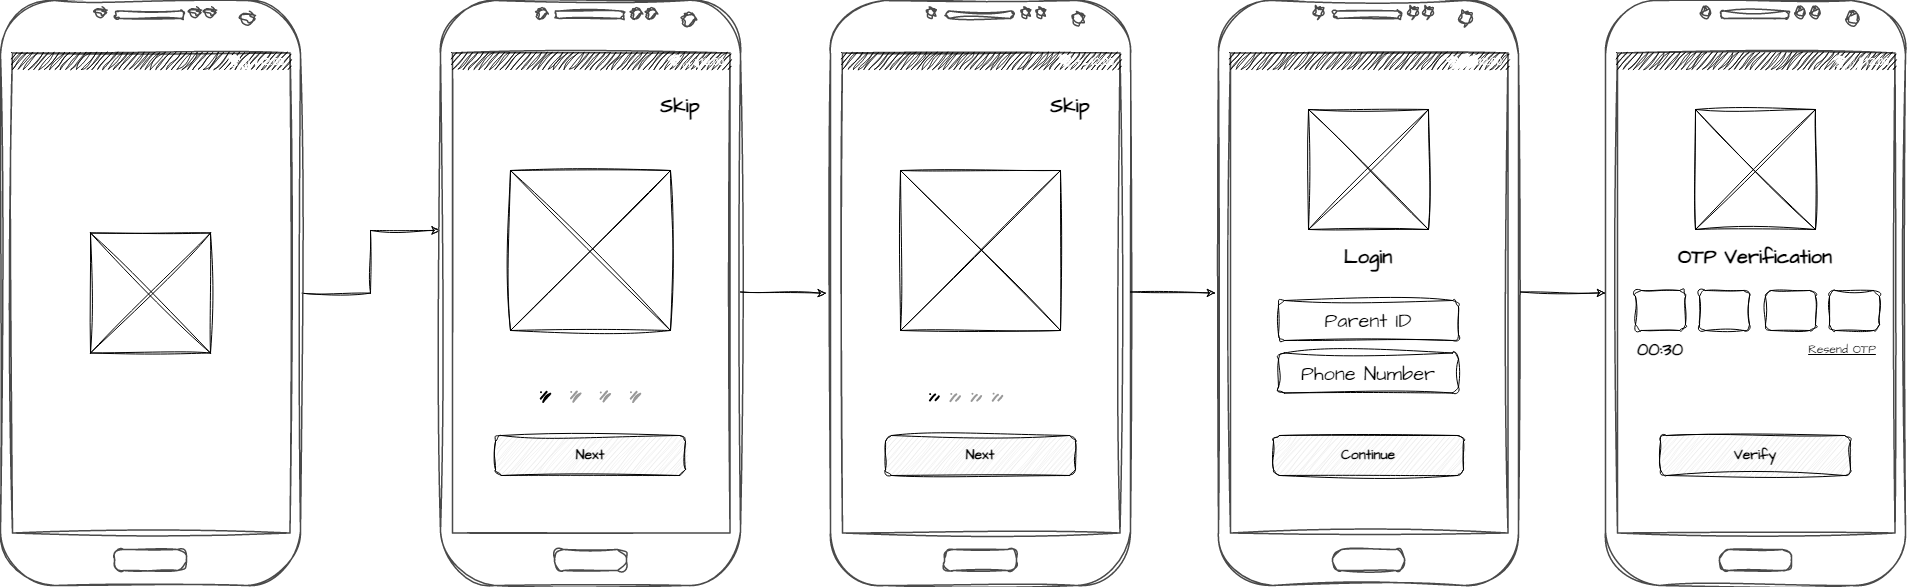 Skip
Next
Skip
Next
Login
Parent ID
Phone Number
Continue
OTP Verification
00:30
Resend OTP
Verify